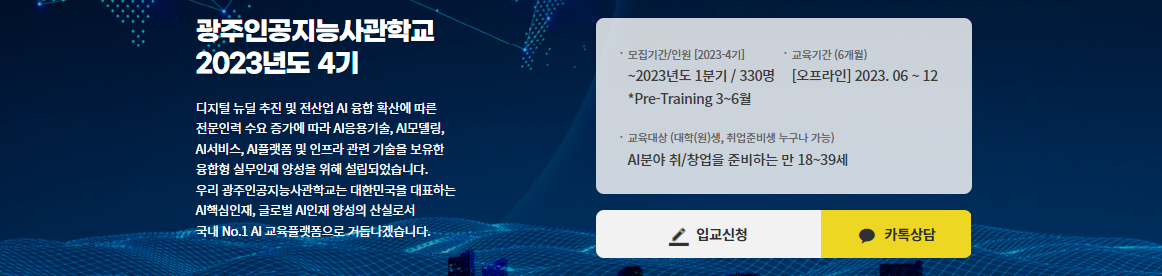 광주인공지능사관학교
2023년도 4기
디지털 뉴딜 추진 및 전산업 AI 융합 확산에 따른
전문인력 수요 증가에 따라 AI응용기술, AI모델링,
AI서비스, AI플랫폼 및 인프라 관련 기술을 보유한
융합형 실무인재 양성을 위해 설립되었습니다.
우리 광주인공지능사관학교는 대한민국을 대표하는
AI핵심인재, 글로벌 AI인재 양성의 산실로서
국내 No.1 AI 교육플랫폼으로 거듭나겠습니다.
· 모집기간/인원 [2023-4기]
~2023년도 1분기 / 330명
*Pre-Training 3~6월
· 교육기간 (6개월)
[오프라인] 2023. 06 ~ 12
· 교육대상 (대학(원)생, 취업준비생 누구나 가능)
AI분야 취/창업을 준비하는 만 18~39세
입교신청
카톡상담